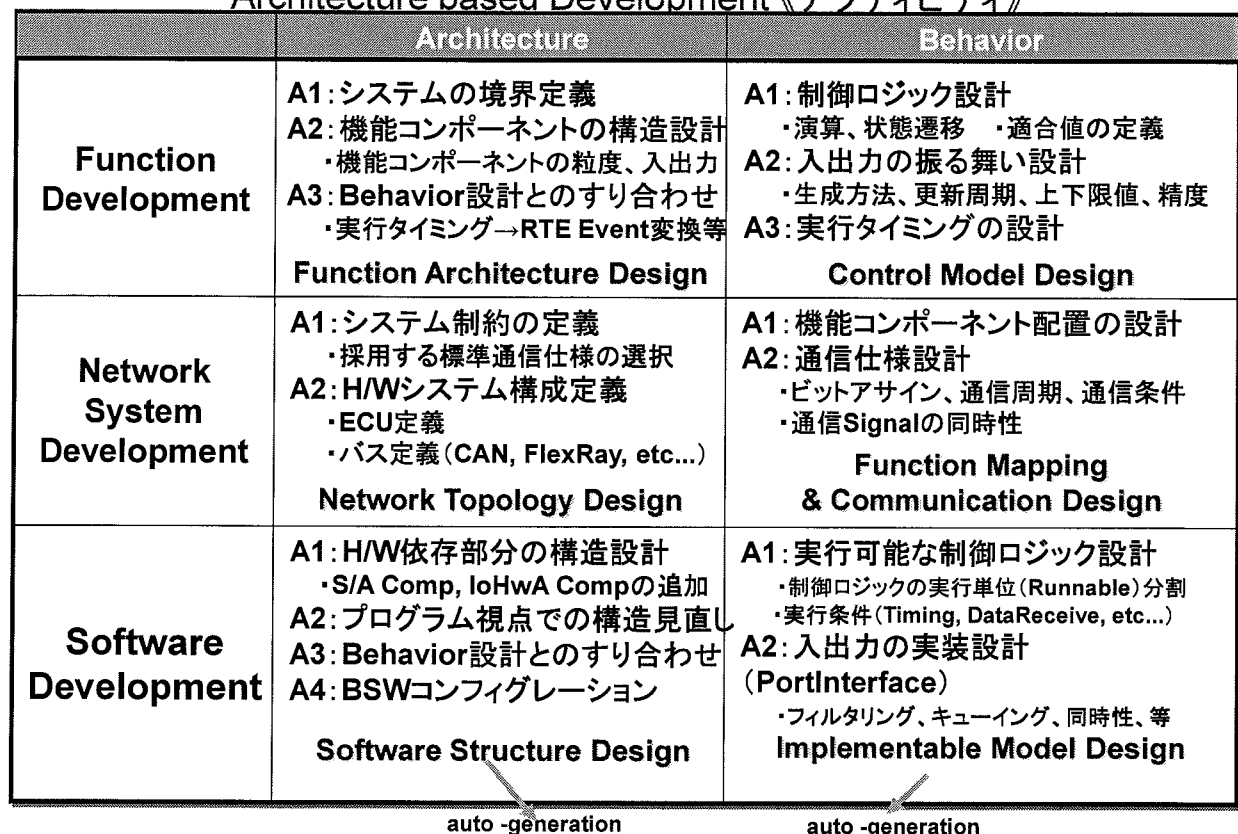 Architecture based Development《アクティビティ》
Architecture
Behavior
Function
Development
A1:システムの境界定義
A2:機能コンポーネントの構造設計
・機能コンポーネントの粒度、入出力
A3:Behavior設計とのすり合わせ
・実行タイミング→RTE Event変換等
Function Architecture Design
A1:制御ロジック設計
・演算、状態遷移 ・適合値の定義
A2:入出力の振る舞い設計
・生成方法、更新周期、上下限値、精度
A3:実行タイミングの設計
Control Model Design
Network
System
Development
A1:システム制約の定義
・採用する標準通信仕様の選択
A2:H/Wシステム構成定義
・ECU定義
・バス定義(CAN, FlexRay, etc...)
Network Topology Design
A1:機能コンポーネント配置の設計
A2:通信仕様設計
・ビットアサイン、通信周期、通信条件
・通信Signalの同時性
Function Mapping
& Communication Design
Software
Development
A1:H/W依存部分の構造設計
・S/A Comp, IoHwA Compの追加
A2:プログラム視点での構造見直し
A3:Behavior設計とのすり合わせ
A4:BSWコンフィグレーション
Software Structure Design
A1:実行可能な制御ロジック設計
・制御ロジックの実行単位(Runnable)分割
・実行条件(Timing, DataReceive, etc...)
A2:入出力の実装設計
(PortInterface)
・フィルタリング、キューイング、同時性、等
Implementable Model Design
auto -generation
auto -generation